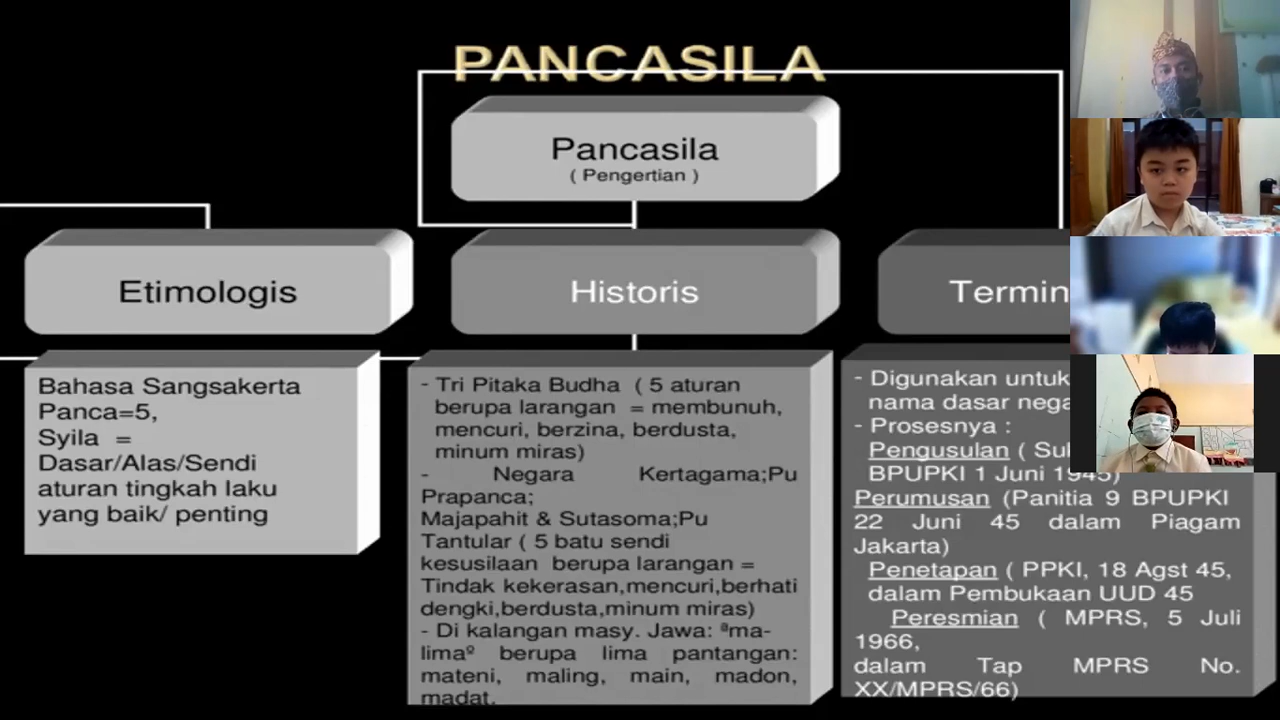 PANCASILA
Pancasila
( Pengertian )
Etimologis
Bahasa Sangsakerta
Panca=5,
Syila =
Dasar/Alas/Sendi
aturan tingkah laku
yang baik/ penting
Historis
- Tri Pitaka Budha ( 5 aturan
berupa larangan = membunuh,
mencuri, berzina, berdusta,
minum miras)
- Negara Kertagama;Pu
Prapanca;
Majapahit & Sutasoma;Pu
Tantular ( 5 batu sendi
kesusilaan berupa larangan =
Tindak kekerasan,mencuri,berhati
dengki,berdusta,minum miras)
- Di kalangan masy. Jawa: ªma-
limaº berupa lima pantangan:
mateni, maling, main, madon,
madat.
Termin
- Digunakan untuk
nama dasar nega
- Prosesnya :
Pengusulan ( Su
BPUPKI 1 Juni 1945)
Perumusan (Panitia 9 BPUPKI
22 Juni 45 dalam Piagam
Jakarta)
Penetapan ( PPKI, 18 Agst 45,
dalam Pembukaan UUD 45
Peresmian ( MPRS, 5 Juli
1966,
dalam Tap MPRS No.
XX/MPRS/66)